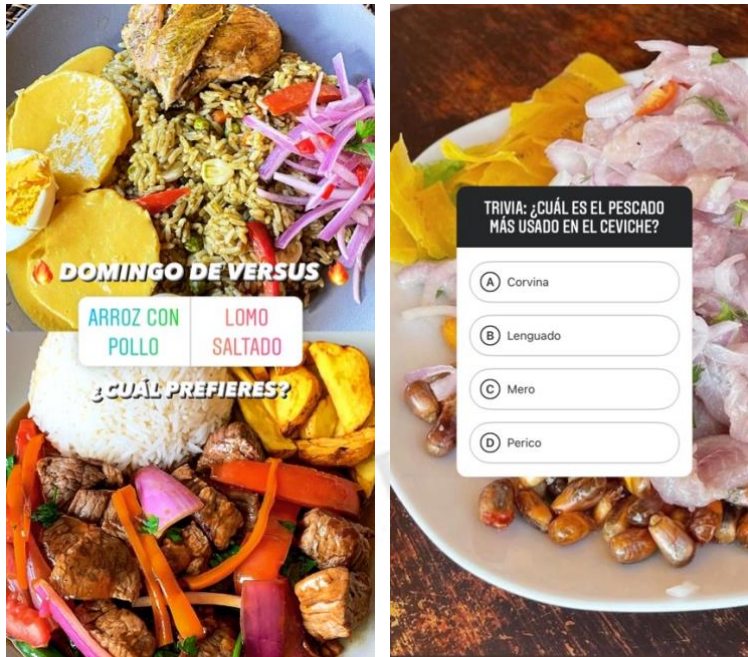 🔥 DOMINGO DE VERSUS 🔥
ARROZ CON
POLLO
LOMO
SALTADO
¿CUÁL PREFIERES?
TRIVIA: ¿CUÁL ES EL PESCADO
MÁS USADO EN EL CEVICHE?
A Corvina
B Lenguado
C Mero
D Perico